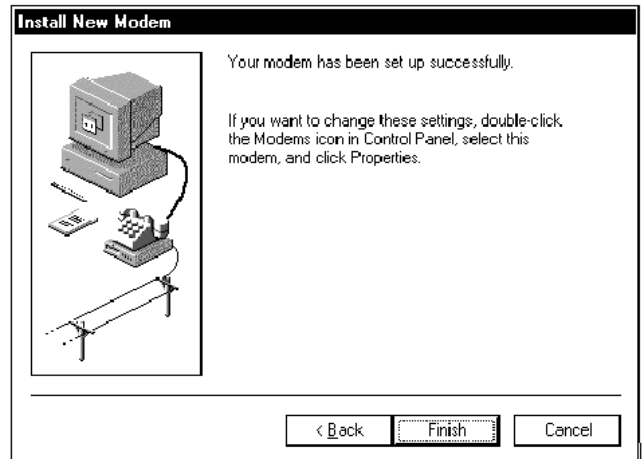 Install New Modem
Your modem has been set up successfully.
If you want to change these settings, double-click
the Modems icon in Control Panel, select this
modem, and click Properties.
< Back
Finish
Cancel